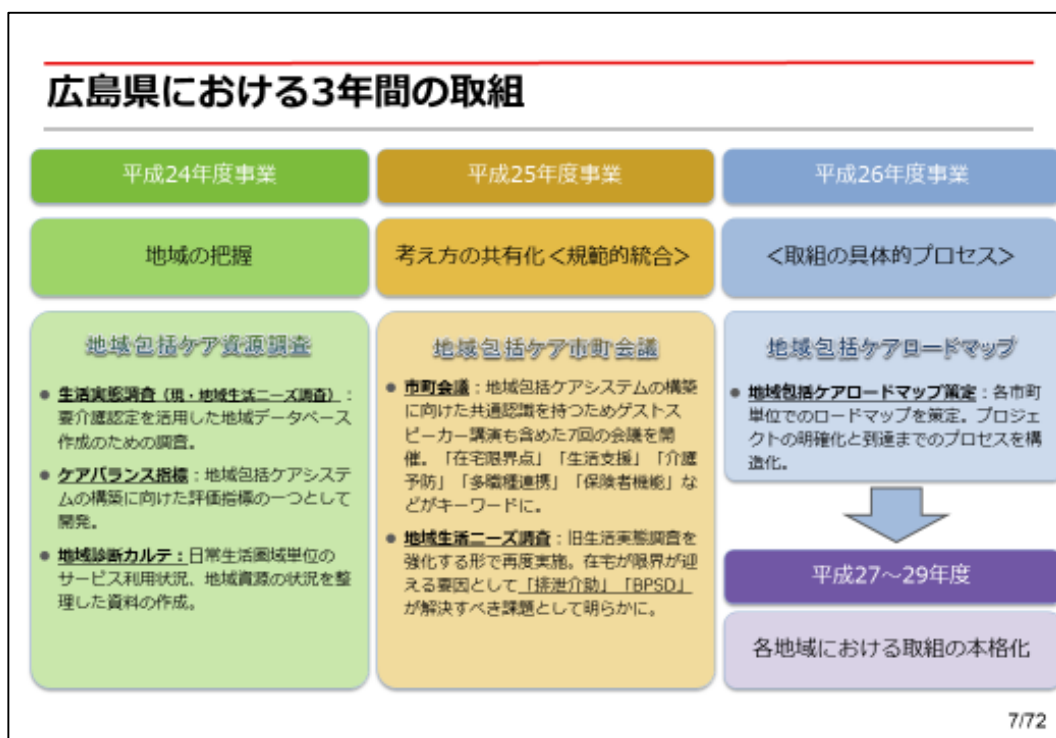 広島県における3年間の取組
平成24年度事業
地域の把握
地域包括ケア資源調査
● 生活実態調査（現・地域生活ニーズ調査）：
要介護認定を活用した地域データベース
作成のための調査。
● ケアバランス指標：地域包括ケアシステ
ムの構築に向けた評価指標の一つとして
開発。
● 地域診断カルテ：日常生活圏域単位の
サービス利用状況、地域資源の状況を整
理した資料の作成。
平成25年度事業
考え方の共有化＜規範的統合＞
地域包括ケア市町会議
● 市町会議：地域包括ケアシステムの構築
に向けた共通認識を持つためゲストス
ピーカー講演も含めた7回の会議を開
催。「在宅限界点」「生活支援」「介護
予防」「多職種連携」「保険者機能」な
どがキーワードに。
● 地域生活ニーズ調査：旧生活実態調査を
強化する形で再度実施。在宅が限界が迎
える要因として「排泄介助」「BPSD」
が解決すべき課題として明らかに。
平成26年度事業
＜取組の具体的プロセス＞
地域包括ケアロードマップ
● 地域包括ケアロードマップ策定：各市町
単位でのロードマップを策定。プロジェ
クトの明確化と到達までのプロセスを構
造化。
平成27～29年度
各地域における取組の本格化
7/72